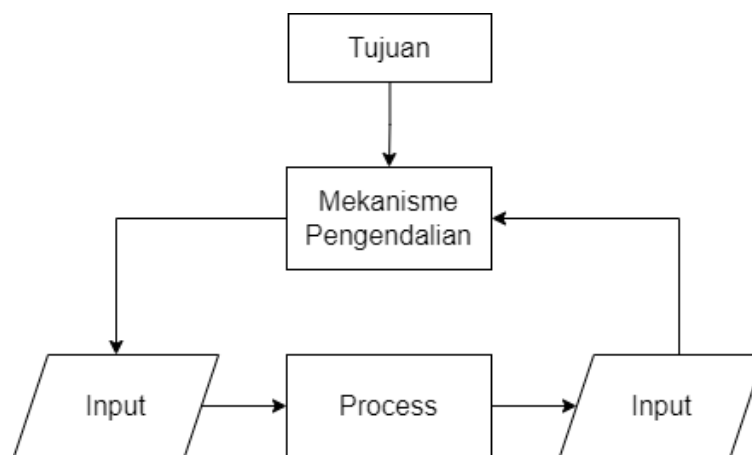 Tujuan
Mekanisme
Pengendalian
Input
Process
Input